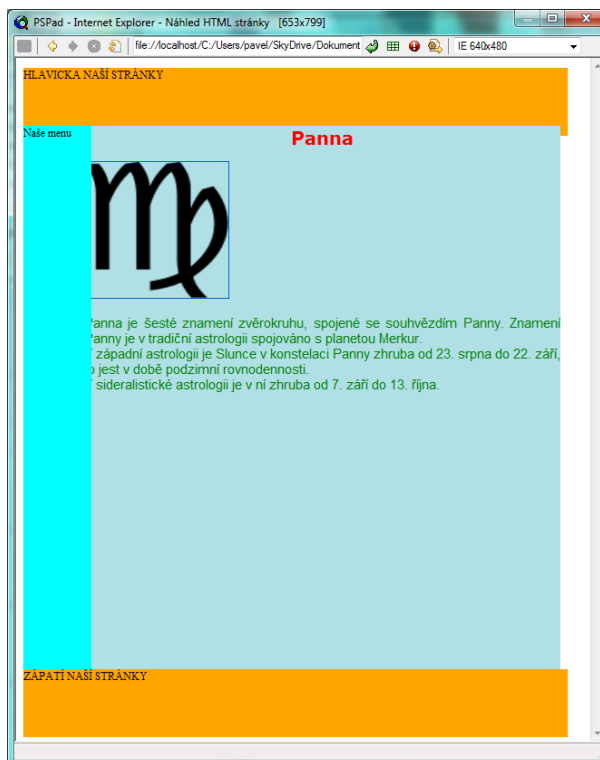 PSPad - Internet Explorer - Náhled HTML stránky [653x799]
file://localhost/C:/Users/pavel/SkyDrive/Dokument
IE 640x480
HLAVICKA NAŠÍ STRÁNKY
Naše menu
Panna
anna je šesté znamení zvěrokruhu, spojené se souhvězdím Panny. Znamení
anny je v tradiční astrologii spojováno s planetou Merkur.
západní astrologii je Slunce v konstelaci Panny zhruba od 23. srpna do 22. září,
o jest v době podzimní rovnodennosti.
sideralistické astrologii je v ní zhruba od 7. září do 13. října.
ZÁPATÍ NAŠÍ STRÁNKY